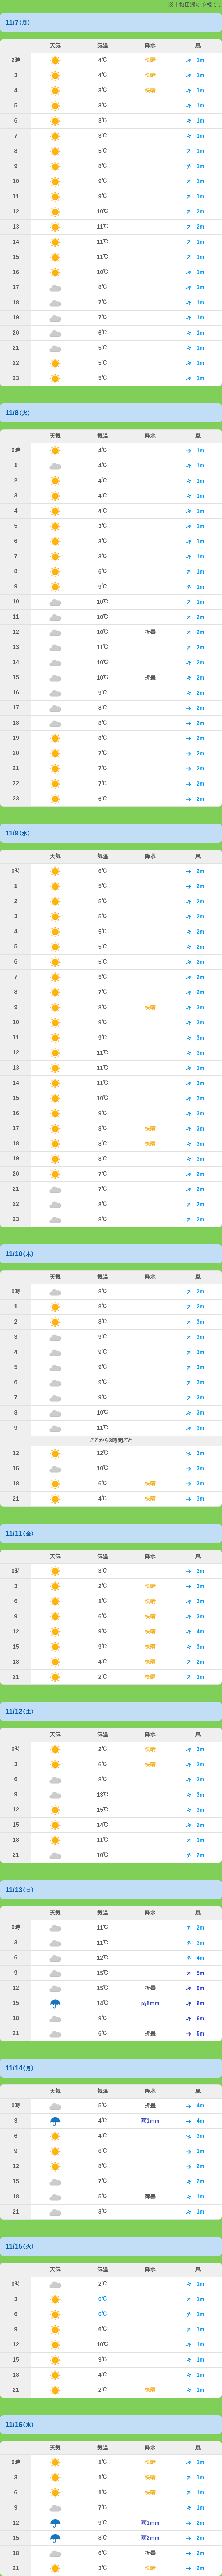 ※十和田湖の予報です
11/7(月)
天気 気温 降水 風
2時 4℃ 快晴 1m
3 4℃ 快晴 1m
4 3℃ 快晴 1m
5 3℃ 1m
6 3℃ 1m
7 3℃ 1m
8 5℃ 1m
9 8℃ 1m
10 9℃ 1m
11 9℃ 1m
12 10℃ 2m
13 11℃ 2m
14 11℃ 1m
15 11℃ 1m
16 10℃ 1m
17 8℃ 1m
18 7℃ 1m
19 7℃ 1m
20 6℃ 1m
21 5℃ 1m
22 5℃ 1m
23 5℃ 1m
11/8(火)
天気 気温 降水 風
0時 4℃ 1m
1 4℃ 1m
2 4℃ 1m
3 4℃ 1m
4 4℃ 1m
5 3℃ 1m
6 3℃ 1m
7 3℃ 1m
8 6℃ 1m
9 9℃ 1m
10 10℃ 1m
11 10℃ 2m
12 10℃ 折曇 2m
13 11℃ 2m
14 10℃ 2m
15 10℃ 折曇 2m
16 9℃ 2m
17 8℃ 2m
18 8℃ 2m
19 8℃ 2m
20 7℃ 2m
21 7℃ 2m
22 7℃ 2m
23 6℃ 2m
11/9(水)
天気 気温 降水 風
0時 6℃ 2m
1 5℃ 2m
2 5℃ 2m
3 5℃ 2m
4 5℃ 2m
5 5℃ 2m
6 5℃ 2m
7 5℃ 2m
8 7℃ 2m
9 8℃ 快晴 3m
10 9℃ 3m
11 9℃ 3m
12 11℃ 3m
13 11℃ 3m
14 11℃ 3m
15 10℃ 3m
16 9℃ 3m
17 8℃ 快晴 3m
18 8℃ 快晴 3m
19 8℃ 3m
20 7℃ 2m
21 7℃ 2m
22 8℃ 2m
23 8℃ 2m
11/10(木)
天気 気温 降水 風
0時 8℃ 2m
1 8℃ 2m
2 8℃ 3m
3 9℃ 3m
4 9℃ 3m
5 9℃ 3m
6 9℃ 3m
7 9℃ 3m
8 10℃ 3m
9 11℃ 3m
ここから3時間ごと
12 12℃ 3m
15 10℃ 3m
18 6℃ 快晴 3m
21 4℃ 快晴 3m
11/11(金)
天気 気温 降水 風
0時 3℃ 3m
3 2℃ 快晴 3m
6 1℃ 快晴 3m
9 6℃ 快晴 3m
12 9℃ 快晴 4m
15 9℃ 快晴 3m
18 4℃ 快晴 2m
21 2℃ 快晴 3m
11/12(土)
天気 気温 降水 風
0時 2℃ 快晴 3m
3 6℃ 快晴 3m
6 8℃ 3m
9 13℃ 3m
12 15℃ 3m
15 14℃ 2m
18 11℃ 1m
21 10℃ 2m
11/13(日)
天気 気温 降水 風
0時 11℃ 2m
3 11℃ 3m
6 12℃ 4m
9 15℃ 5m
12 15℃ 折曇 6m
15 14℃ 雨5mm 6m
18 9℃ 6m
21 6℃ 折曇 5m
11/14(月)
天気 気温 降水 風
0時 5℃ 折曇 4m
3 4℃ 雨1mm 4m
6 4℃ 3m
9 6℃ 3m
12 8℃ 2m
15 7℃ 2m
18 5℃ 薄曇 1m
21 3℃ 1m
11/15(火)
天気 気温 降水 風
0時 2℃ 1m
3 0℃ 1m
6 0℃ 1m
9 6℃ 1m
12 10℃ 1m
15 9℃ 1m
18 4℃ 1m
21 2℃ 快晴 1m
11/16(水)
天気 気温 降水 風
0時 1℃ 快晴 1m
3 1℃ 快晴 1m
6 1℃ 快晴 1m
9 7℃ 1m
12 9℃ 雨1mm 2m
15 8℃ 雨2mm 2m
18 6℃ 折曇 2m
21 3℃ 快晴 2m